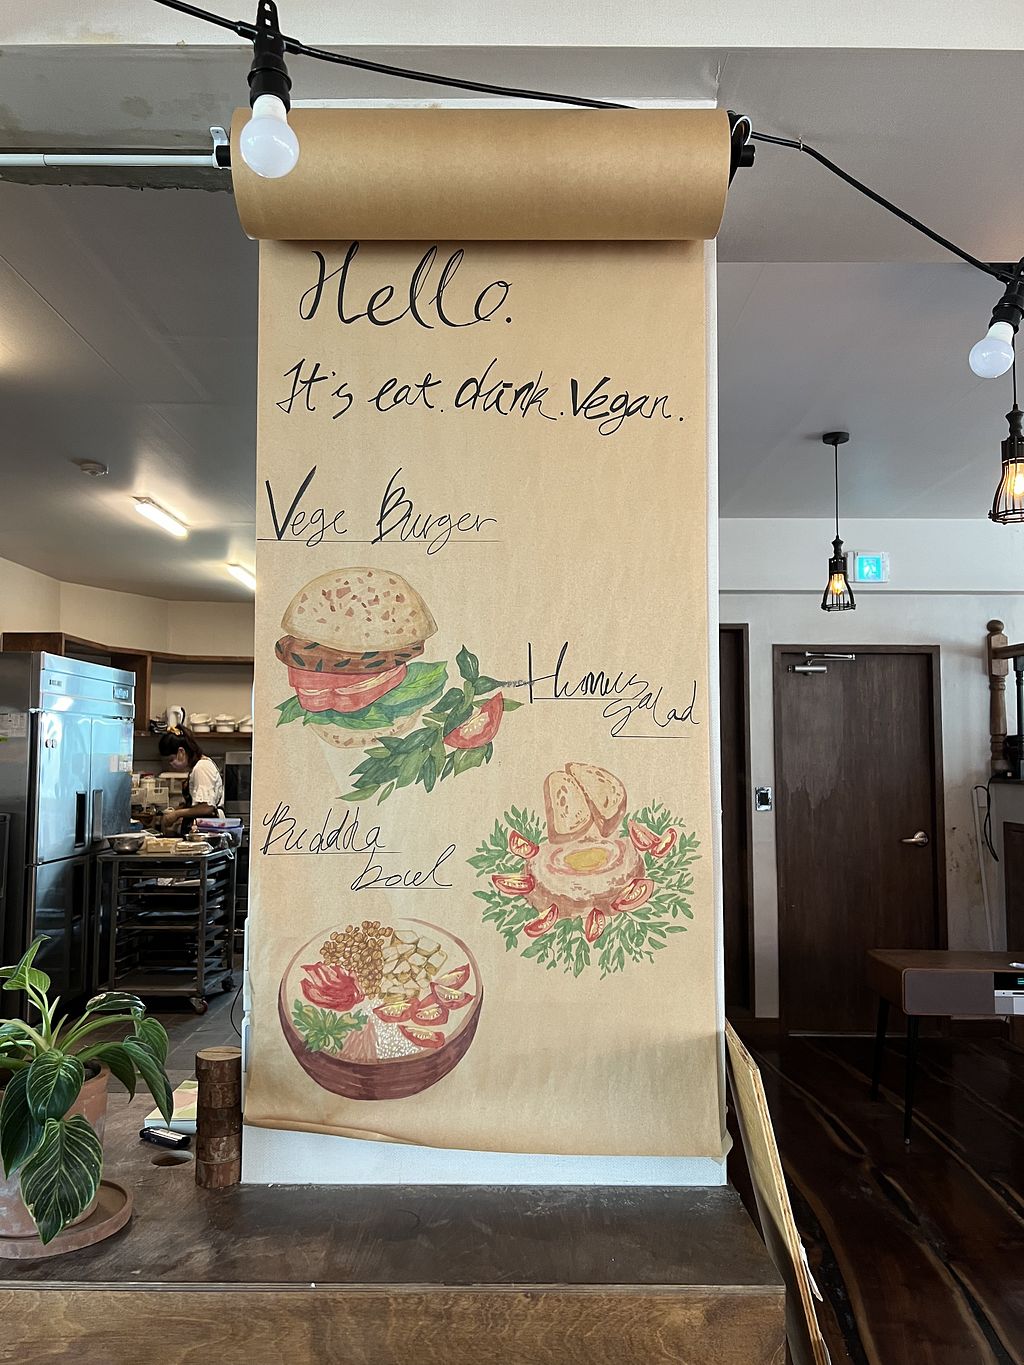 Hello.
It's eat. drink. Vegan.
Vege Burger
Humus
Salad
Buddha
bowl